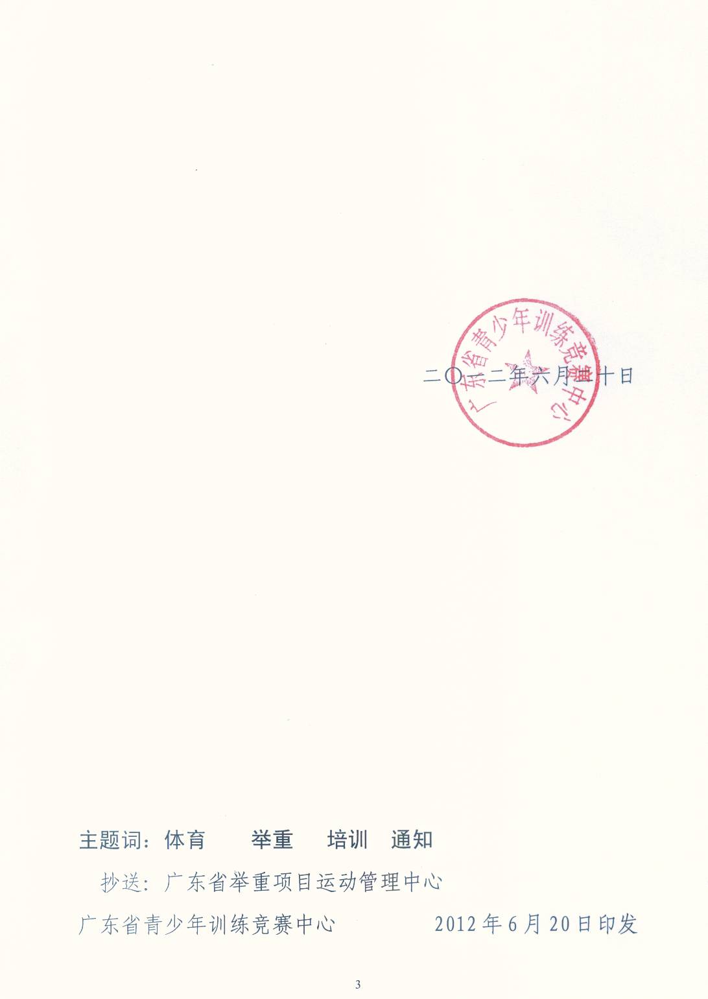 广东省青少年训练竞赛中心
二〇一二年六月二十日
主题词：体育 举重 培训 通知
抄送：广东省举重项目运动管理中心
广东省青少年训练竞赛中心 2012年6月20日印发
3